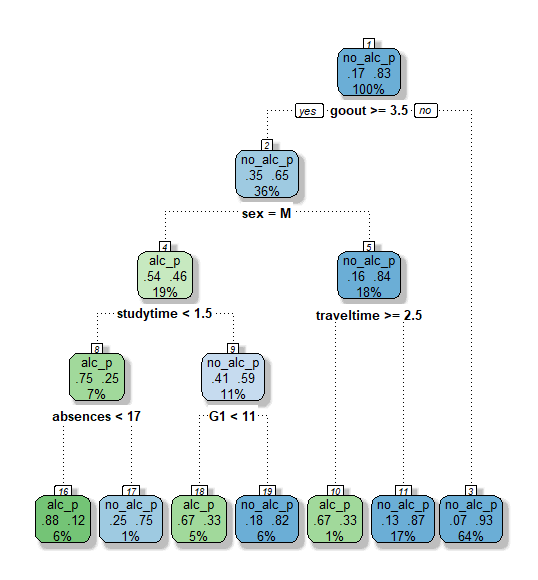 1
no_alc_p
.17 .83
100%
yes goout >= 3.5 no
2
no_alc_p
.35 .65
36%
sex = M
4
alc_p
.54 .46
19%
5
no_alc_p
.16 .84
18%
studytime < 1.5
traveltime >= 2.5
8
alc_p
.75 .25
7%
9
no_alc_p
.41 .59
11%
absences < 17
G1 < 11
16
alc_p
.88 .12
6%
17
no_alc_p
.25 .75
1%
18
alc_p
.67 .33
5%
19
no_alc_p
.18 .82
6%
10
alc_p
.67 .33
1%
11
no_alc_p
.13 .87
17%
3
no_alc_p
.07 .93
64%